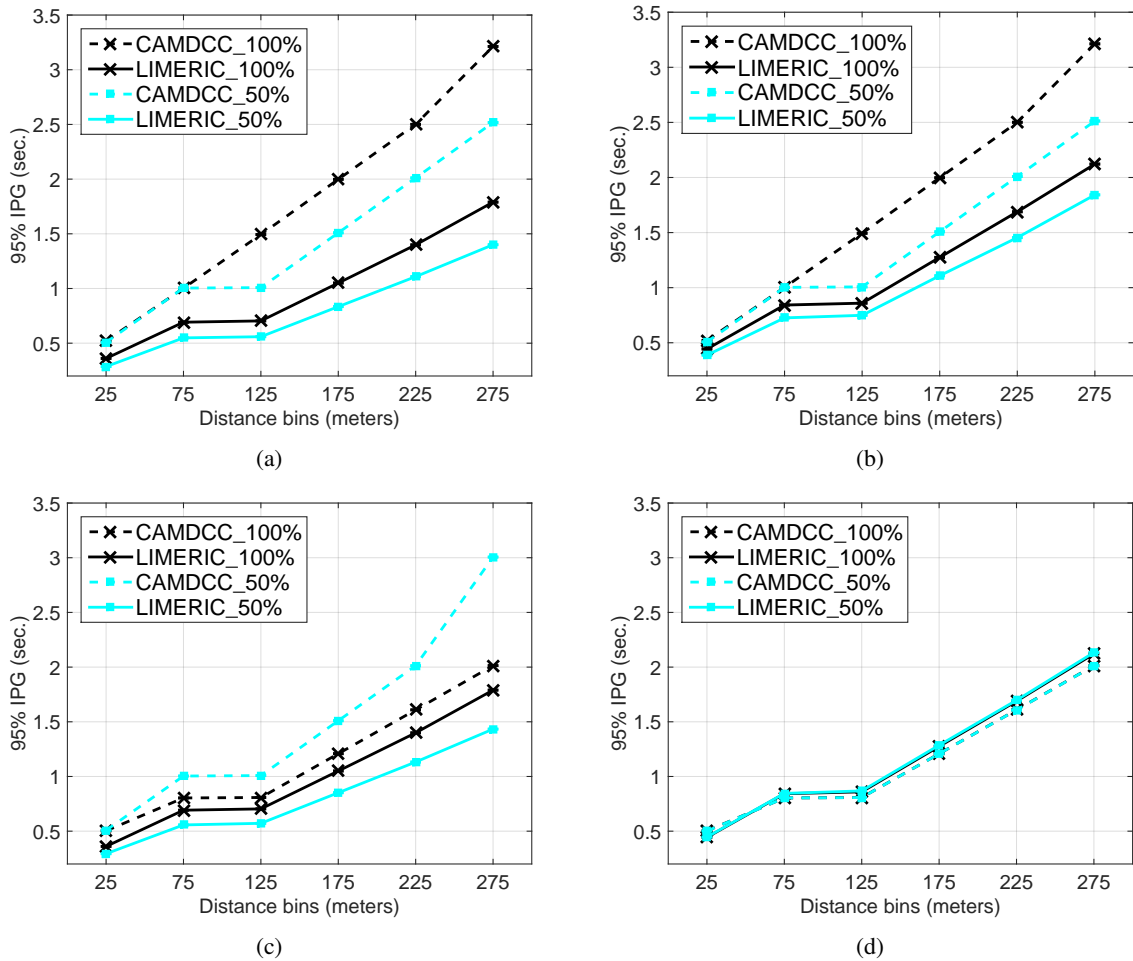 3.5
3
2.5
2
1.5
1
0.5
95% IPG (sec.)
CAMDCC_100%
LIMERIC_100%
CAMDCC_50%
LIMERIC_50%
25 75 125 175 225 275
Distance bins (meters)
(a)
3.5
3
2.5
2
1.5
1
0.5
95% IPG (sec.)
CAMDCC_100%
LIMERIC_100%
CAMDCC_50%
LIMERIC_50%
25 75 125 175 225 275
Distance bins (meters)
(b)
3.5
3
2.5
2
1.5
1
0.5
95% IPG (sec.)
CAMDCC_100%
LIMERIC_100%
CAMDCC_50%
LIMERIC_50%
25 75 125 175 225 275
Distance bins (meters)
(c)
3.5
3
2.5
2
1.5
1
0.5
95% IPG (sec.)
CAMDCC_100%
LIMERIC_100%
CAMDCC_50%
LIMERIC_50%
25 75 125 175 225 275
Distance bins (meters)
(d)